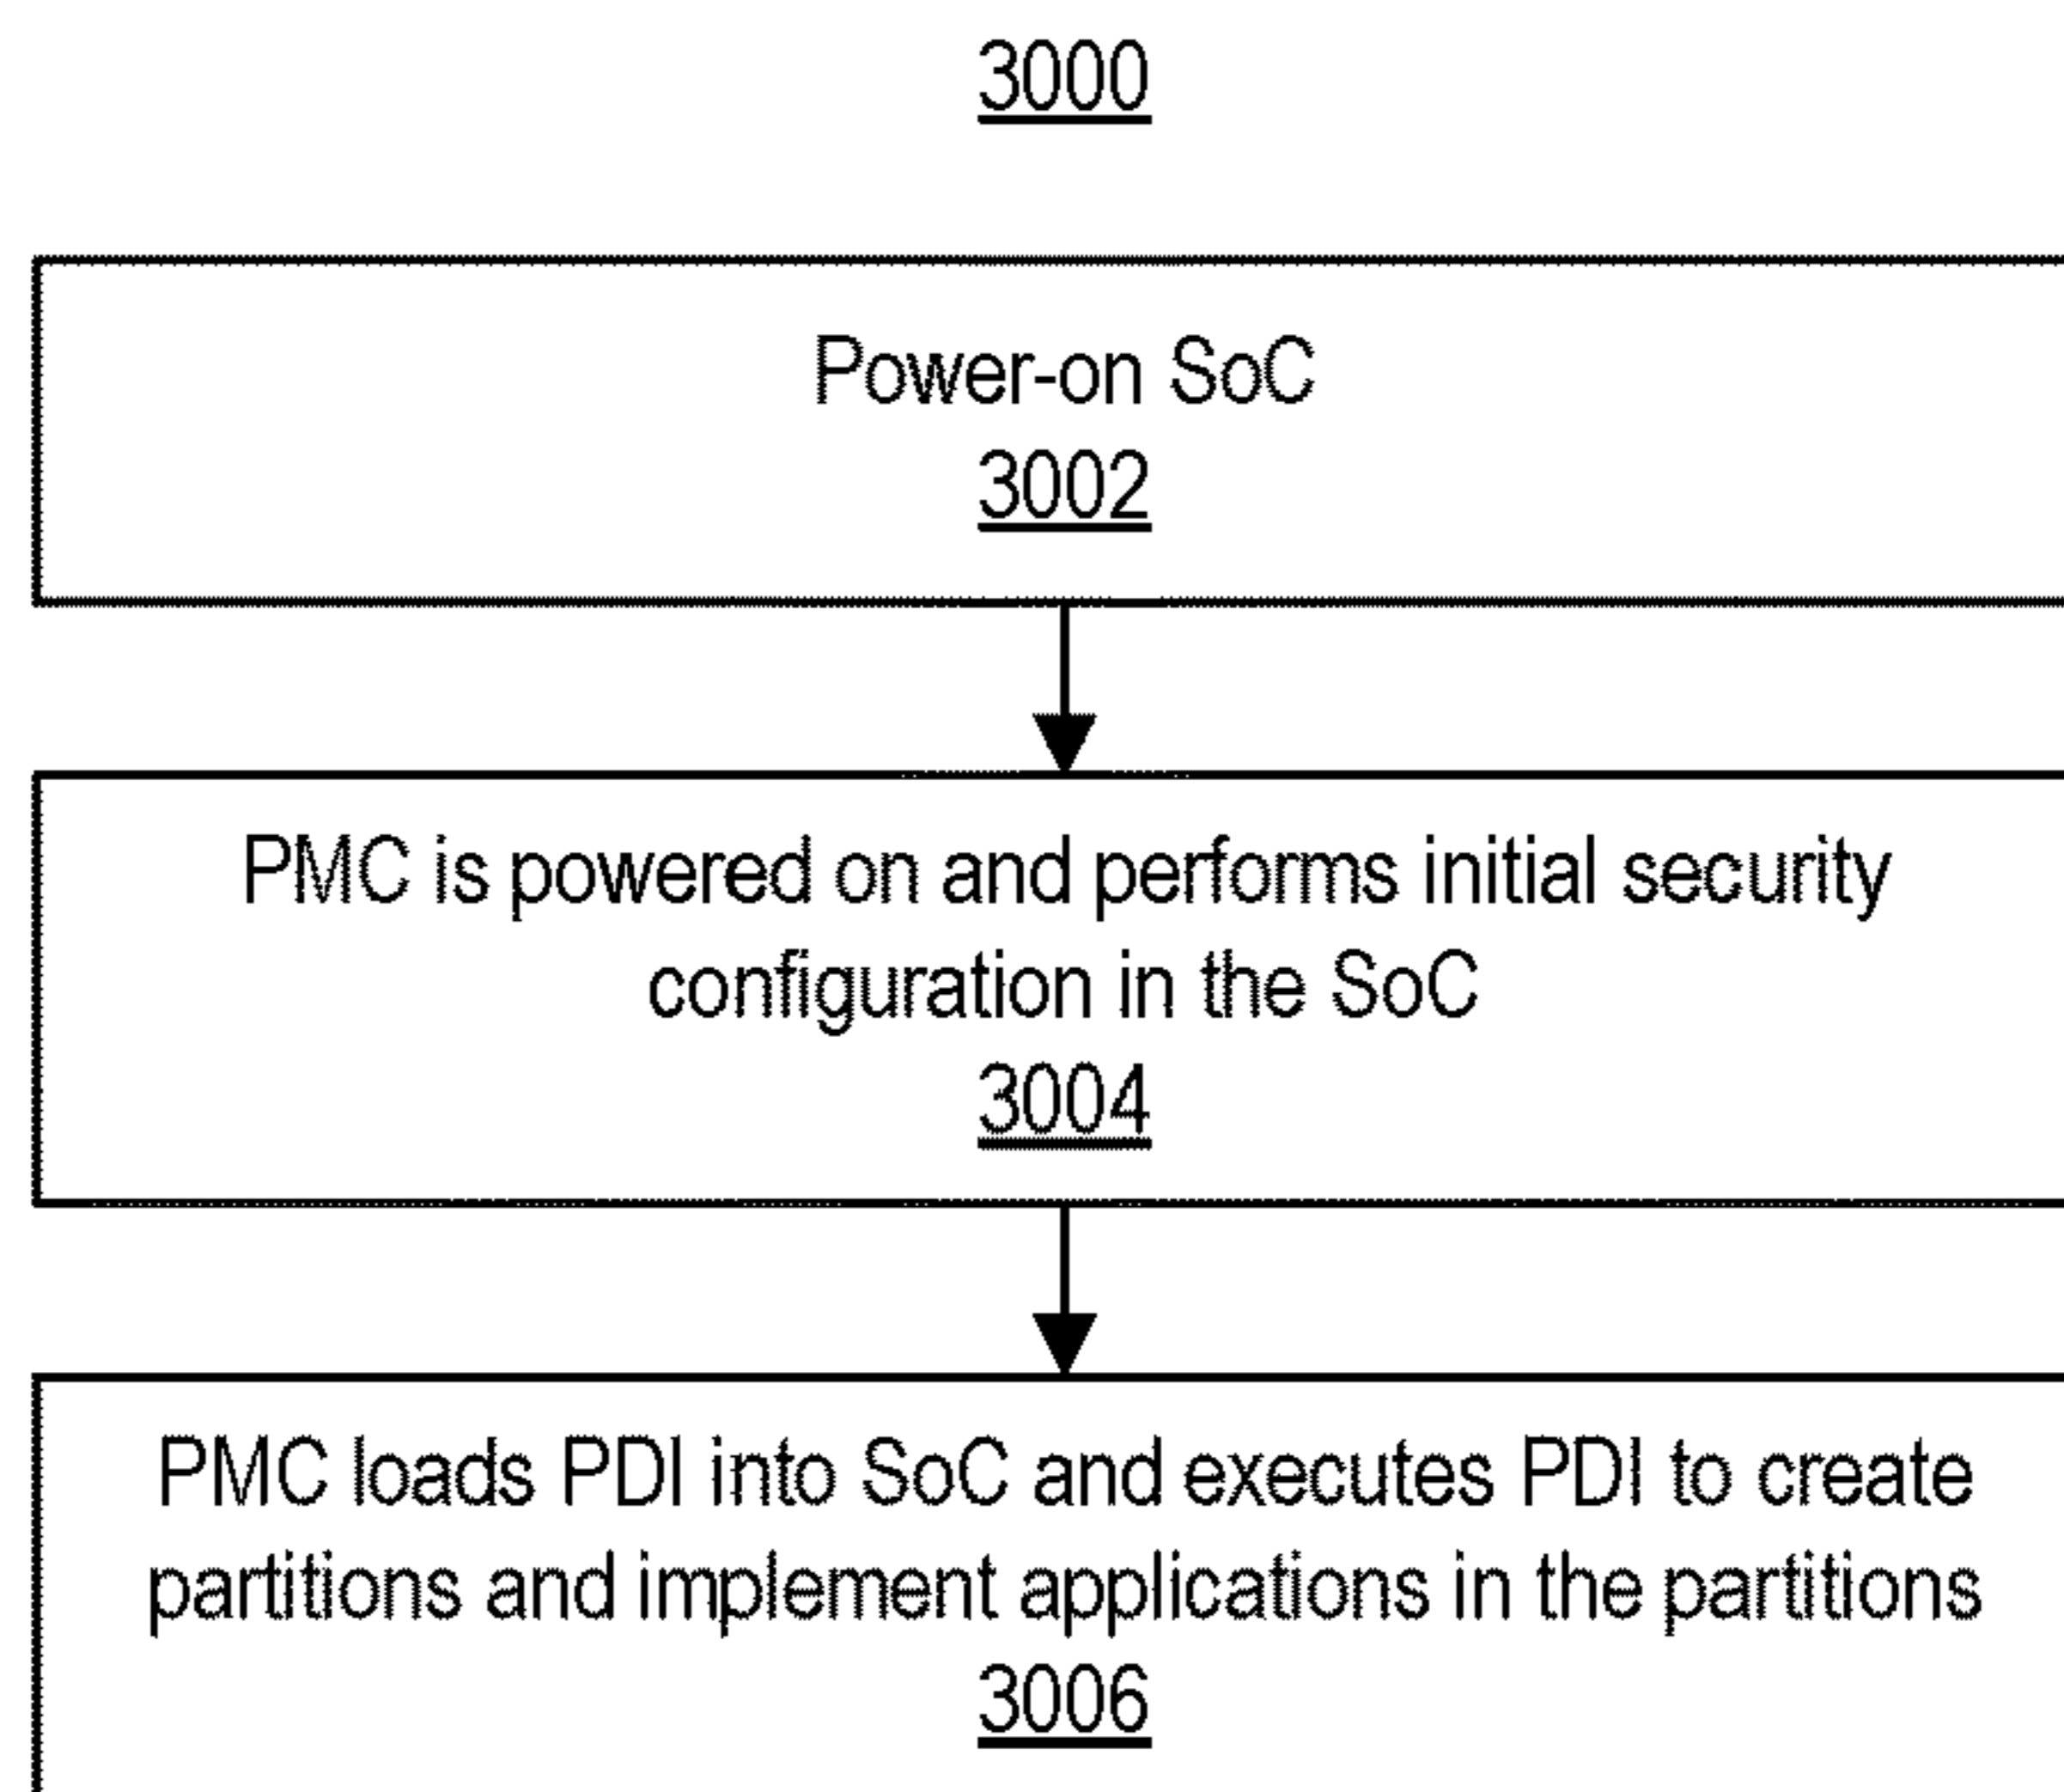 3000
Power-on SoC
3002
PMC is powered on and performs initial security
configuration in the SoC
3004
PMC loads PDI into SoC and executes PDI to create
partitions and implement applications in the partitions
3006